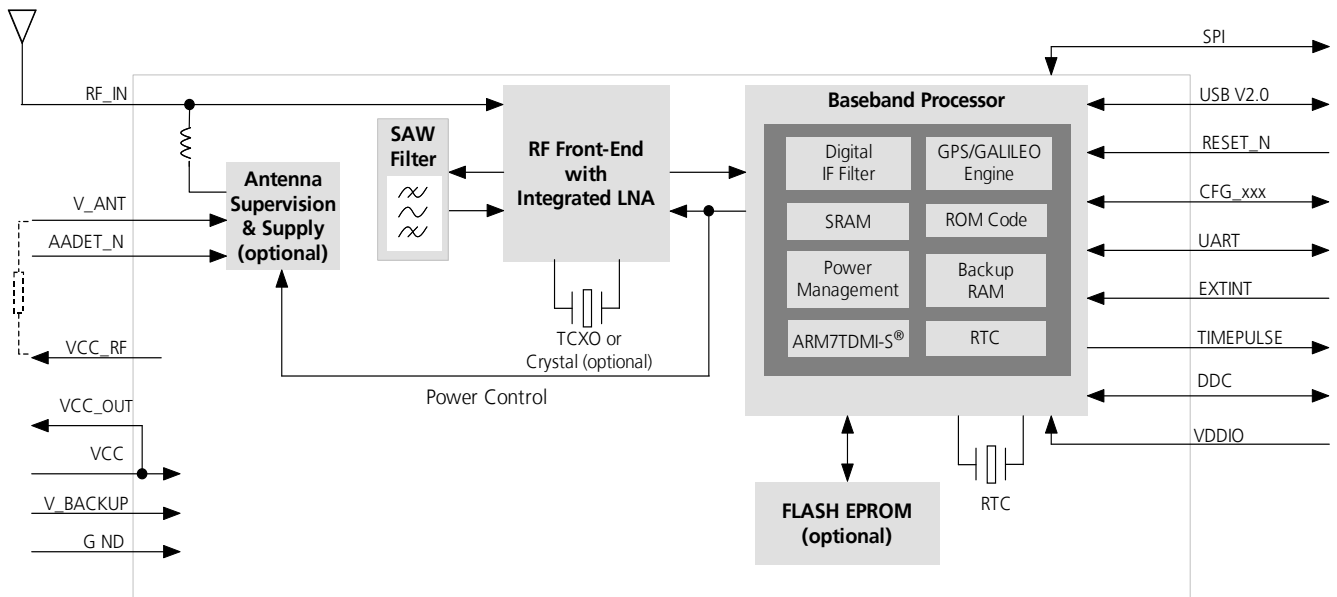 SPI
RF_IN
Baseband Processor
USB V2.0
SAW
Filter
RF Front-End
with
Integrated LNA
Digital
IF Filter
GPS/GALILEO
Engine
RESET_N
Antenna
Supervision
& Supply
(optional)
V_ANT
AADET_N
SRAM
ROM Code
CFG_xxx
UART
Power
Management
Backup
RAM
EXTINT
TCXO or
Crystal (optional)
ARM7TDMI-S®
RTC
TIMEPULSE
VCC_RF
Power Control
DDC
VCC_OUT
VDDIO
VCC
V_BACKUP
G ND
FLASH EPROM
(optional)
RTC